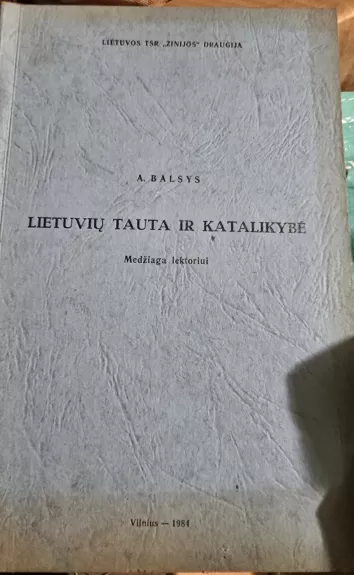 LIETUVOS TSR „ŽINIJOS“ DRAUGIJA
A. BALSYS
LIETUVIŲ TAUTA IR KATALIKYBĖ
Medžiaga lektoriui
Vilnius — 1984